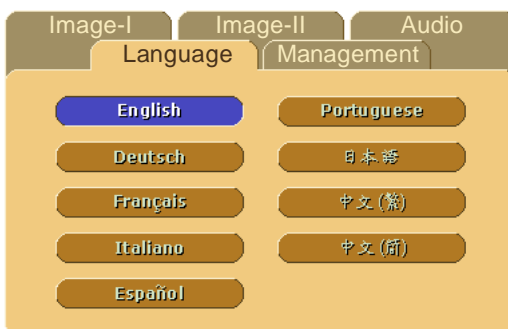 Image-I Image-II Audio
Language Management
English
Deutsch
Français
Italiano
Español
Portuguese
日本語
中文 (繁)
中文 (简)